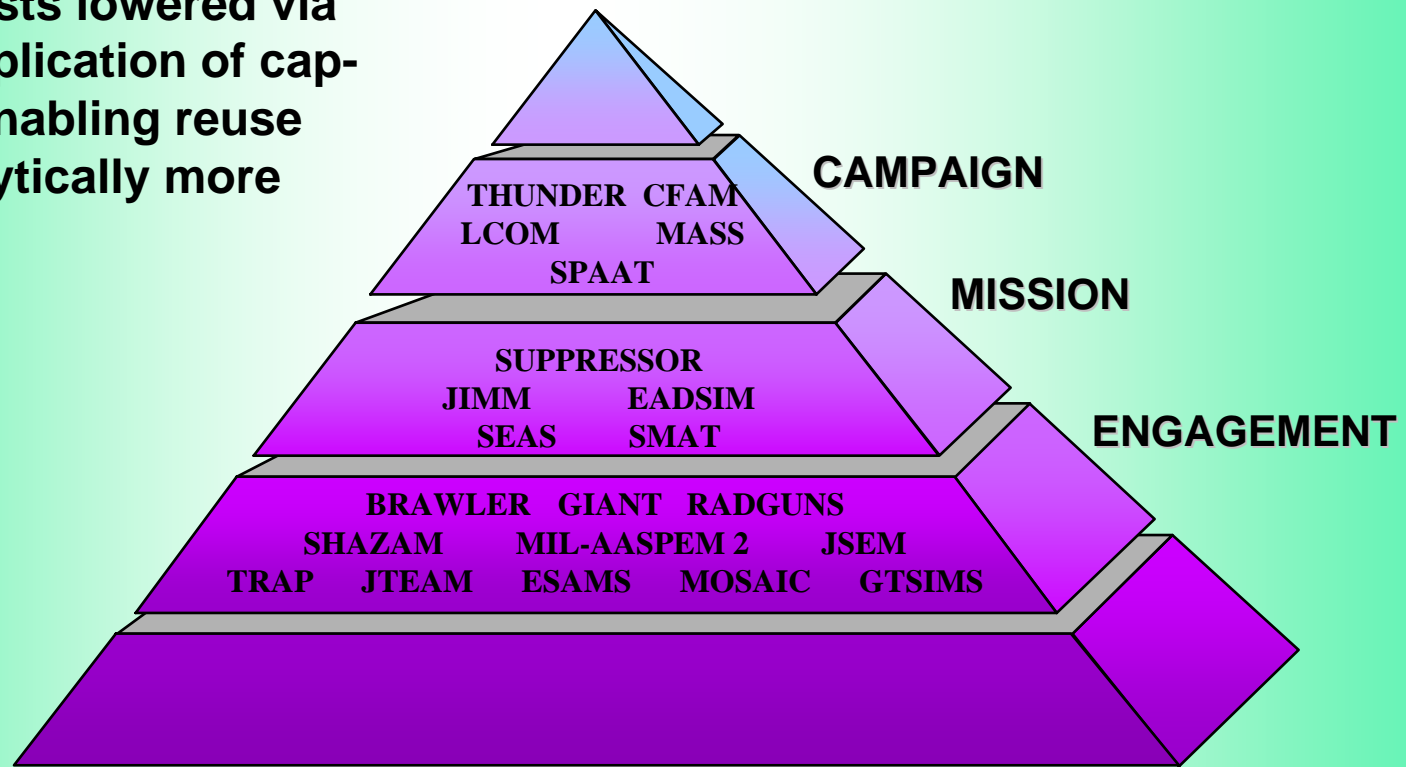 sts lowered via
plication of cap-
nabling reuse
ytically more
CAMPAIGN
THUNDER CFAM
LCOM MASS
SPAAT
MISSION
SUPPRESSOR
JIMM EADSIM
SEAS SMAT
ENGAGEMENT
BRAWLER GIANT RADGUNS
SHAZAM MIL-AASPEM 2 JSEM
TRAP JTEAM ESAMS MOSAIC GTSIMS